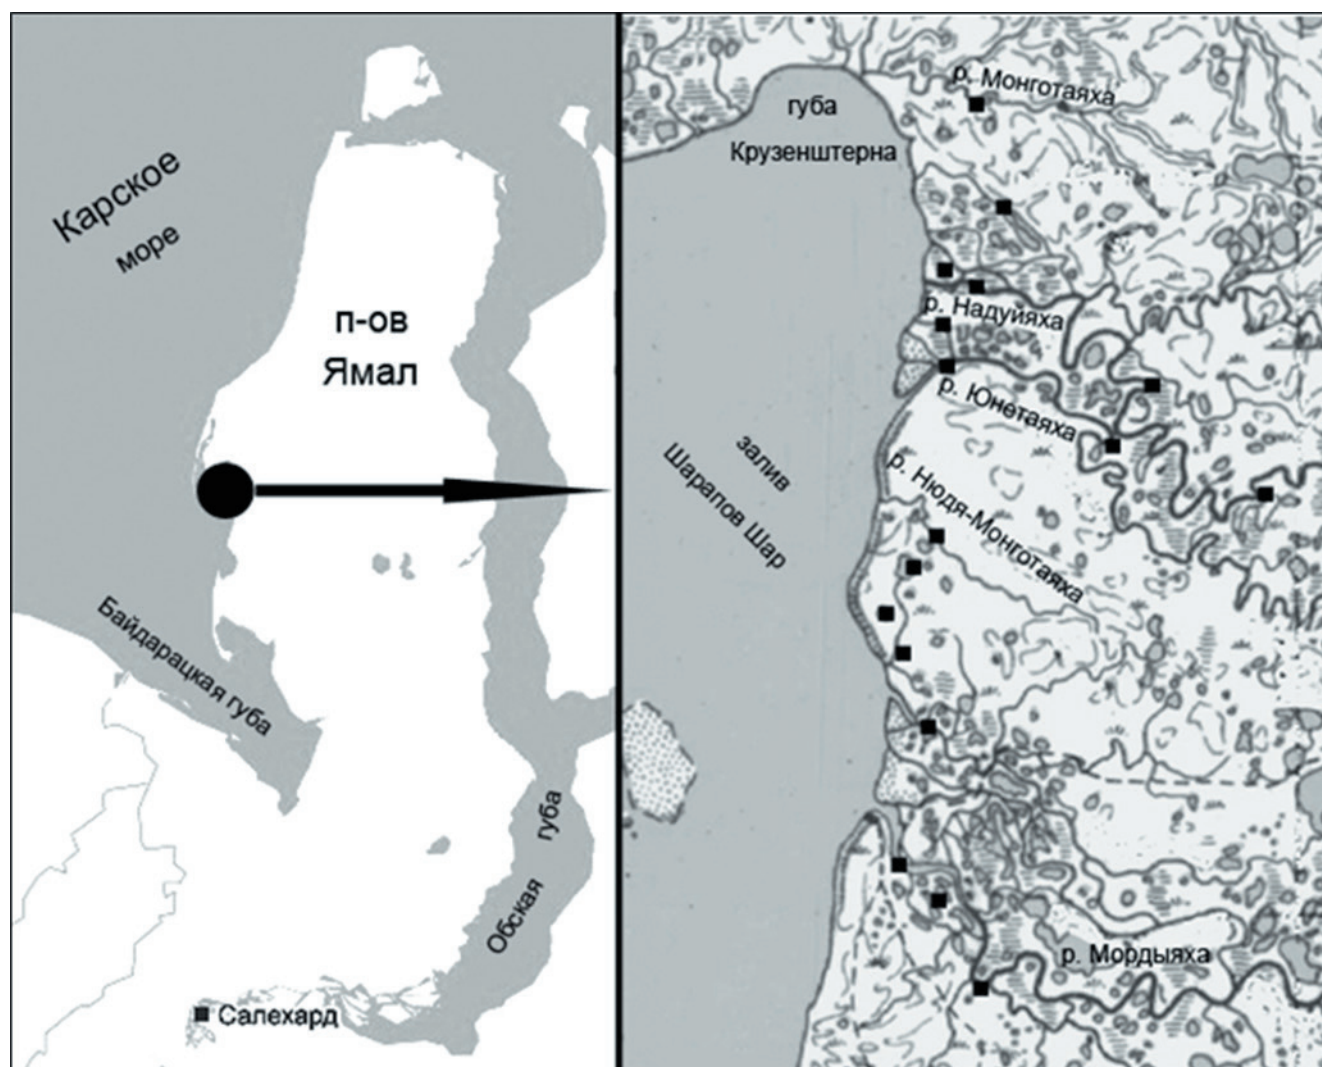 Карское
море
п-ов
Ямал
Байдарацкая губа
Обская губа
Салехард
р. Монготаяха
губа
Крузенштерна
р. Надуйяха
р. Юнетаяха
залив
Шарапов Шар
р. Нюдя-Монготаяха
р. Мордыяха